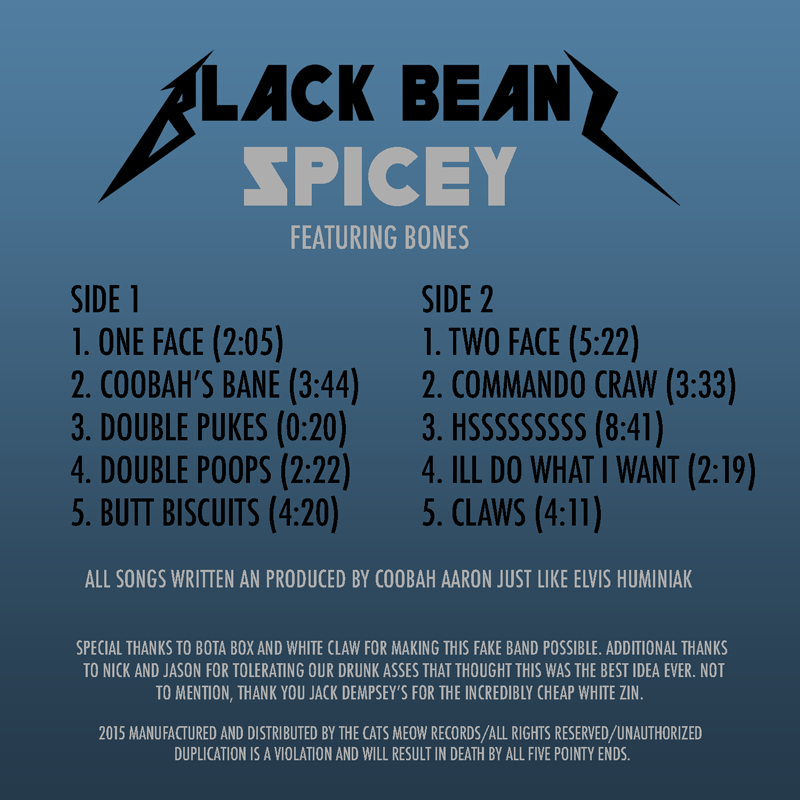 BLACK BEANZ
SPICEY
FEATURING BONES
SIDE 1
1. ONE FACE (2:05)
2. COOBAH'S BANE (3:44)
3. DOUBLE PUKES (0:20)
4. DOUBLE POOPS (2:22)
5. BUTT BISCUITS (4:20)
SIDE 2
1. TWO FACE (5:22)
2. COMMANDO CRAW (3:33)
3. HSSSSSSSSS (8:41)
4. ILL DO WHAT I WANT (2:19)
5. CLAWS (4:11)
ALL SONGS WRITTEN AN PRODUCED BY COOBAH AARON JUST LIKE ELVIS HUMINIAK
SPECIAL THANKS TO BOTA BOX AND WHITE CLAW FOR MAKING THIS FAKE BAND POSSIBLE. ADDITIONAL THANKS
TO NICK AND JASON FOR TOLERATING OUR DRUNK ASSES THAT THOUGHT THIS WAS THE BEST IDEA EVER. NOT
TO MENTION, THANK YOU JACK DEMPSEY'S FOR THE INCREDIBLY CHEAP WHITE ZIN.
2015 MANUFACTURED AND DISTRIBUTED BY THE CATS MEOW RECORDS/ALL RIGHTS RESERVED/UNAUTHORIZED
DUPLICATION IS A VIOLATION AND WILL RESULT IN DEATH BY ALL FIVE POINTY ENDS.